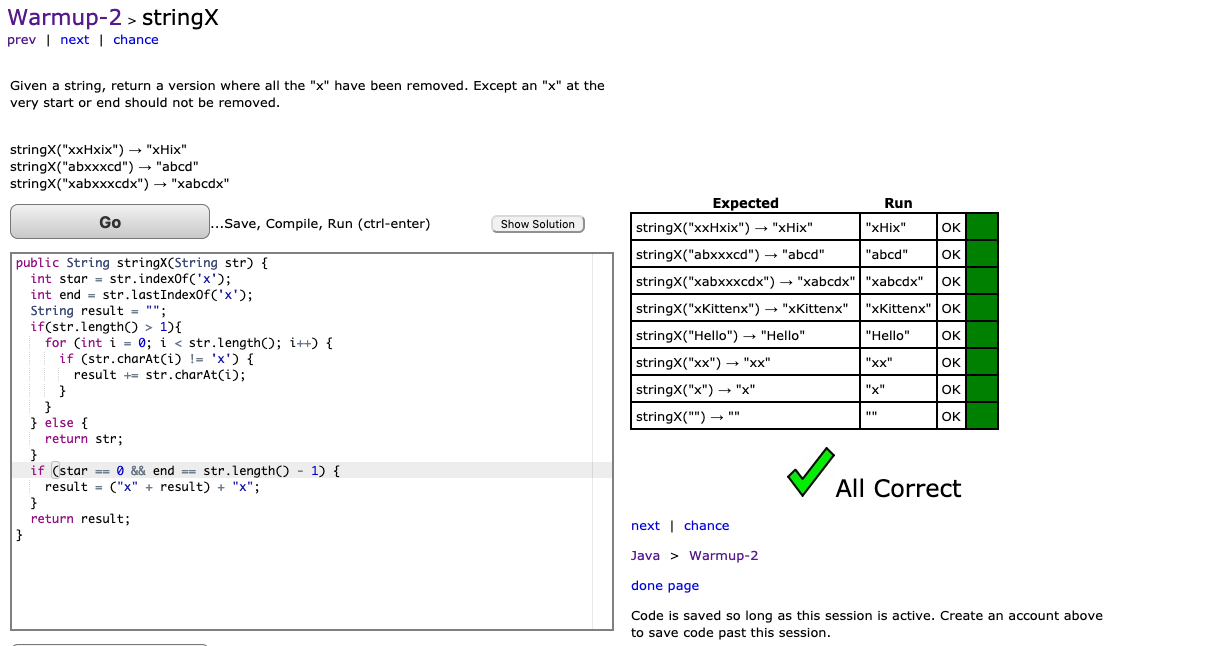 Warmup-2 > stringX
prev | next | chance
Given a string, return a version where all the "x" have been removed. Except an "x" at the
very start or end should not be removed.
stringX("xxHxix") → "xHix"
stringX("abxxxcd") → "abcd"
stringX("xabxxxcdx") → "xabcdx"
Go
...Save, Compile, Run (ctrl-enter)
Show Solution
public String stringX(String str) {
  int star = str.indexOf('x');
  int end = str.lastIndexOf('x');
  String result = "";
  if(str.length() > 1){
    for (int i = 0; i < str.length(); i++) {
      if (str.charAt(i) != 'x') {
        result += str.charAt(i);
      }
    }
  } else {
    return str;
  }
  if (star == 0 && end == str.length() - 1) {
    result = ("x" + result) + "x";
  }
  return result;
}
Expected Run
stringX("xxHxix") → "xHix" "xHix" OK
stringX("abxxxcd") → "abcd" "abcd" OK
stringX("xabxxxcdx") → "xabcdx" "xabcdx" OK
stringX("xKittenx") → "xKittenx" "xKittenx" OK
stringX("Hello") → "Hello" "Hello" OK
stringX("xx") → "xx" "xx" OK
stringX("x") → "x" "x" OK
stringX("") → "" "" OK
All Correct
next | chance
Java > Warmup-2
done page
Code is saved so long as this session is active. Create an account above
to save code past this session.